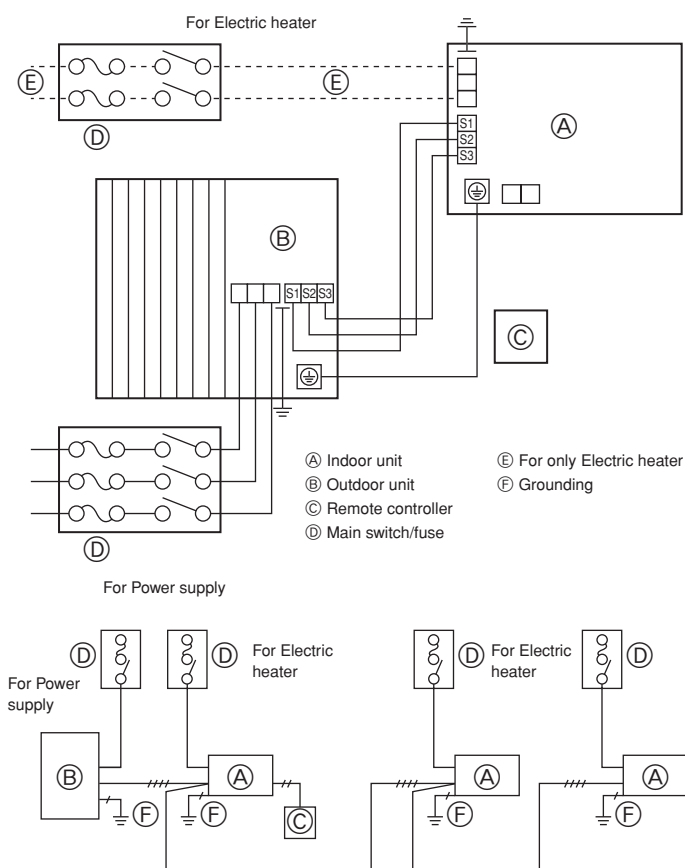 For Electric heater
Ⓔ Ⓔ
Ⓓ
S1
S2
S3
Ⓐ
Ⓑ
S1 S2 S3
Ⓒ
Ⓐ Indoor unit
Ⓑ Outdoor unit
Ⓒ Remote controller
Ⓓ Main switch/fuse
Ⓔ For only Electric heater
Ⓕ Grounding
Ⓓ
For Power supply
Ⓓ Ⓓ For Electric
heater
Ⓓ For Electric
heater
Ⓓ
For Power
supply
Ⓑ Ⓐ Ⓐ Ⓐ
Ⓕ Ⓕ Ⓒ Ⓕ Ⓕ